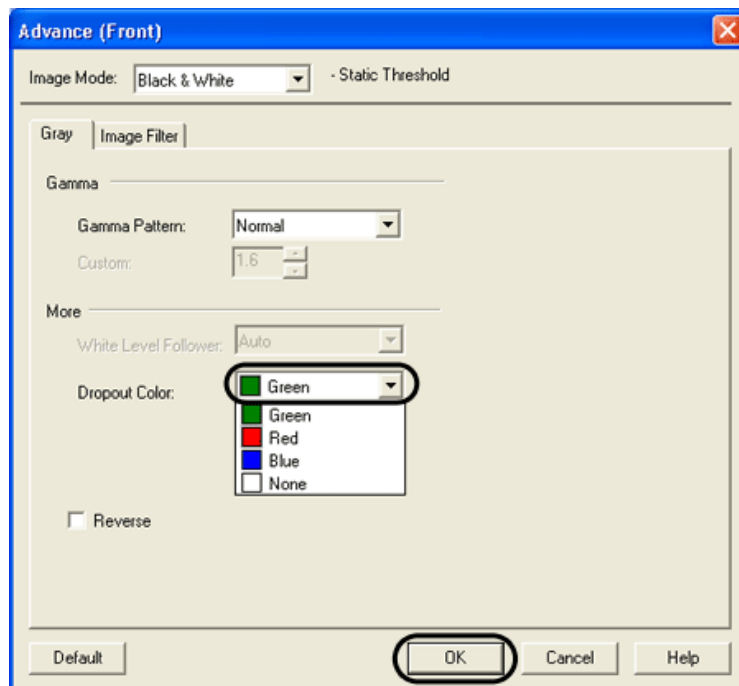 Advance (Front)
Image Mode: Black & White - Static Threshold
Gray Image Filter
Gamma
Gamma Pattern: Normal
Custom: 1.6
More
White Level Follower: Auto
Dropout Color: Green
Green
Red
Blue
None
Reverse
Default OK Cancel Help